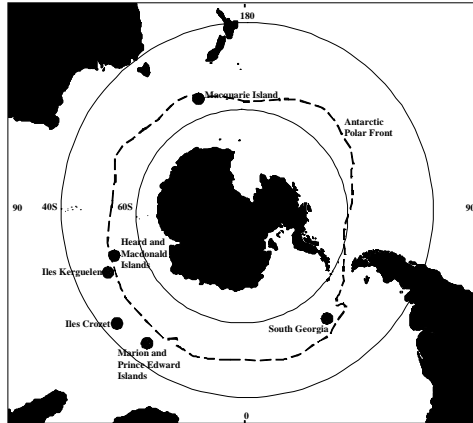 180
Macquarie Island
Antarctic
Polar Front
90
40S
60S
90
Heard and
Macdonald
Islands
Iles Kerguelen
Iles Crozet
South Georgia
Marion and
Prince Edward
Islands
0